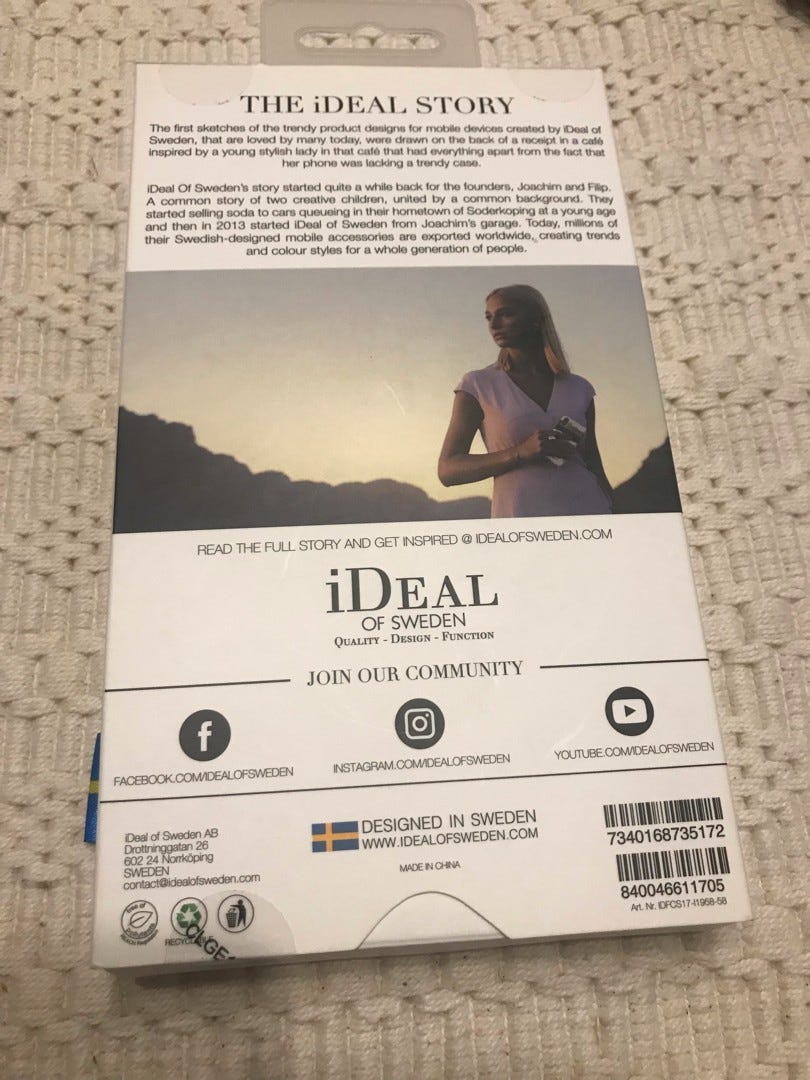 THE iDEAL STORY
The first sketches of the trendy product designs for mobile devices created by iDeal of
Sweden, that are loved by many today, were drawn on the back of a receipt in a café
inspired by a young stylish lady in that café that had everything apart from the fact that
her phone was lacking a trendy case.
iDeal Of Sweden's story started quite a while back for the founders, Joachim and Filip.
A common story of two creative children, united by a common background. They
started selling soda to cars queueing in their hometown of Soderkoping at a young age
and then in 2013 started iDeal of Sweden from Joachim's garage. Today, millions of
their Swedish-designed mobile accessories are exported worldwide, creating trends
and colour styles for a whole generation of people.
READ THE FULL STORY AND GET INSPIRED @ IDEALOFSWEDEN.COM
iDEAL
OF SWEDEN
QUALITY - DESIGN - FUNCTION
JOIN OUR COMMUNITY
FACEBOOK.COM/IDEALOFSWEDEN
INSTAGRAM.COM/IDEALOFSWEDEN
YOUTUBE.COM/IDEALOFSWEDEN
iDeal of Sweden AB
Drottninggatan 26
602 24 Norrköping
SWEDEN
contact@idealofsweden.com
DESIGNED IN SWEDEN
WWW.IDEALOFSWEDEN.COM
MADE IN CHINA
7340168735172
840046611705
Art. Nr. IDFCS17-I1958-58
free of